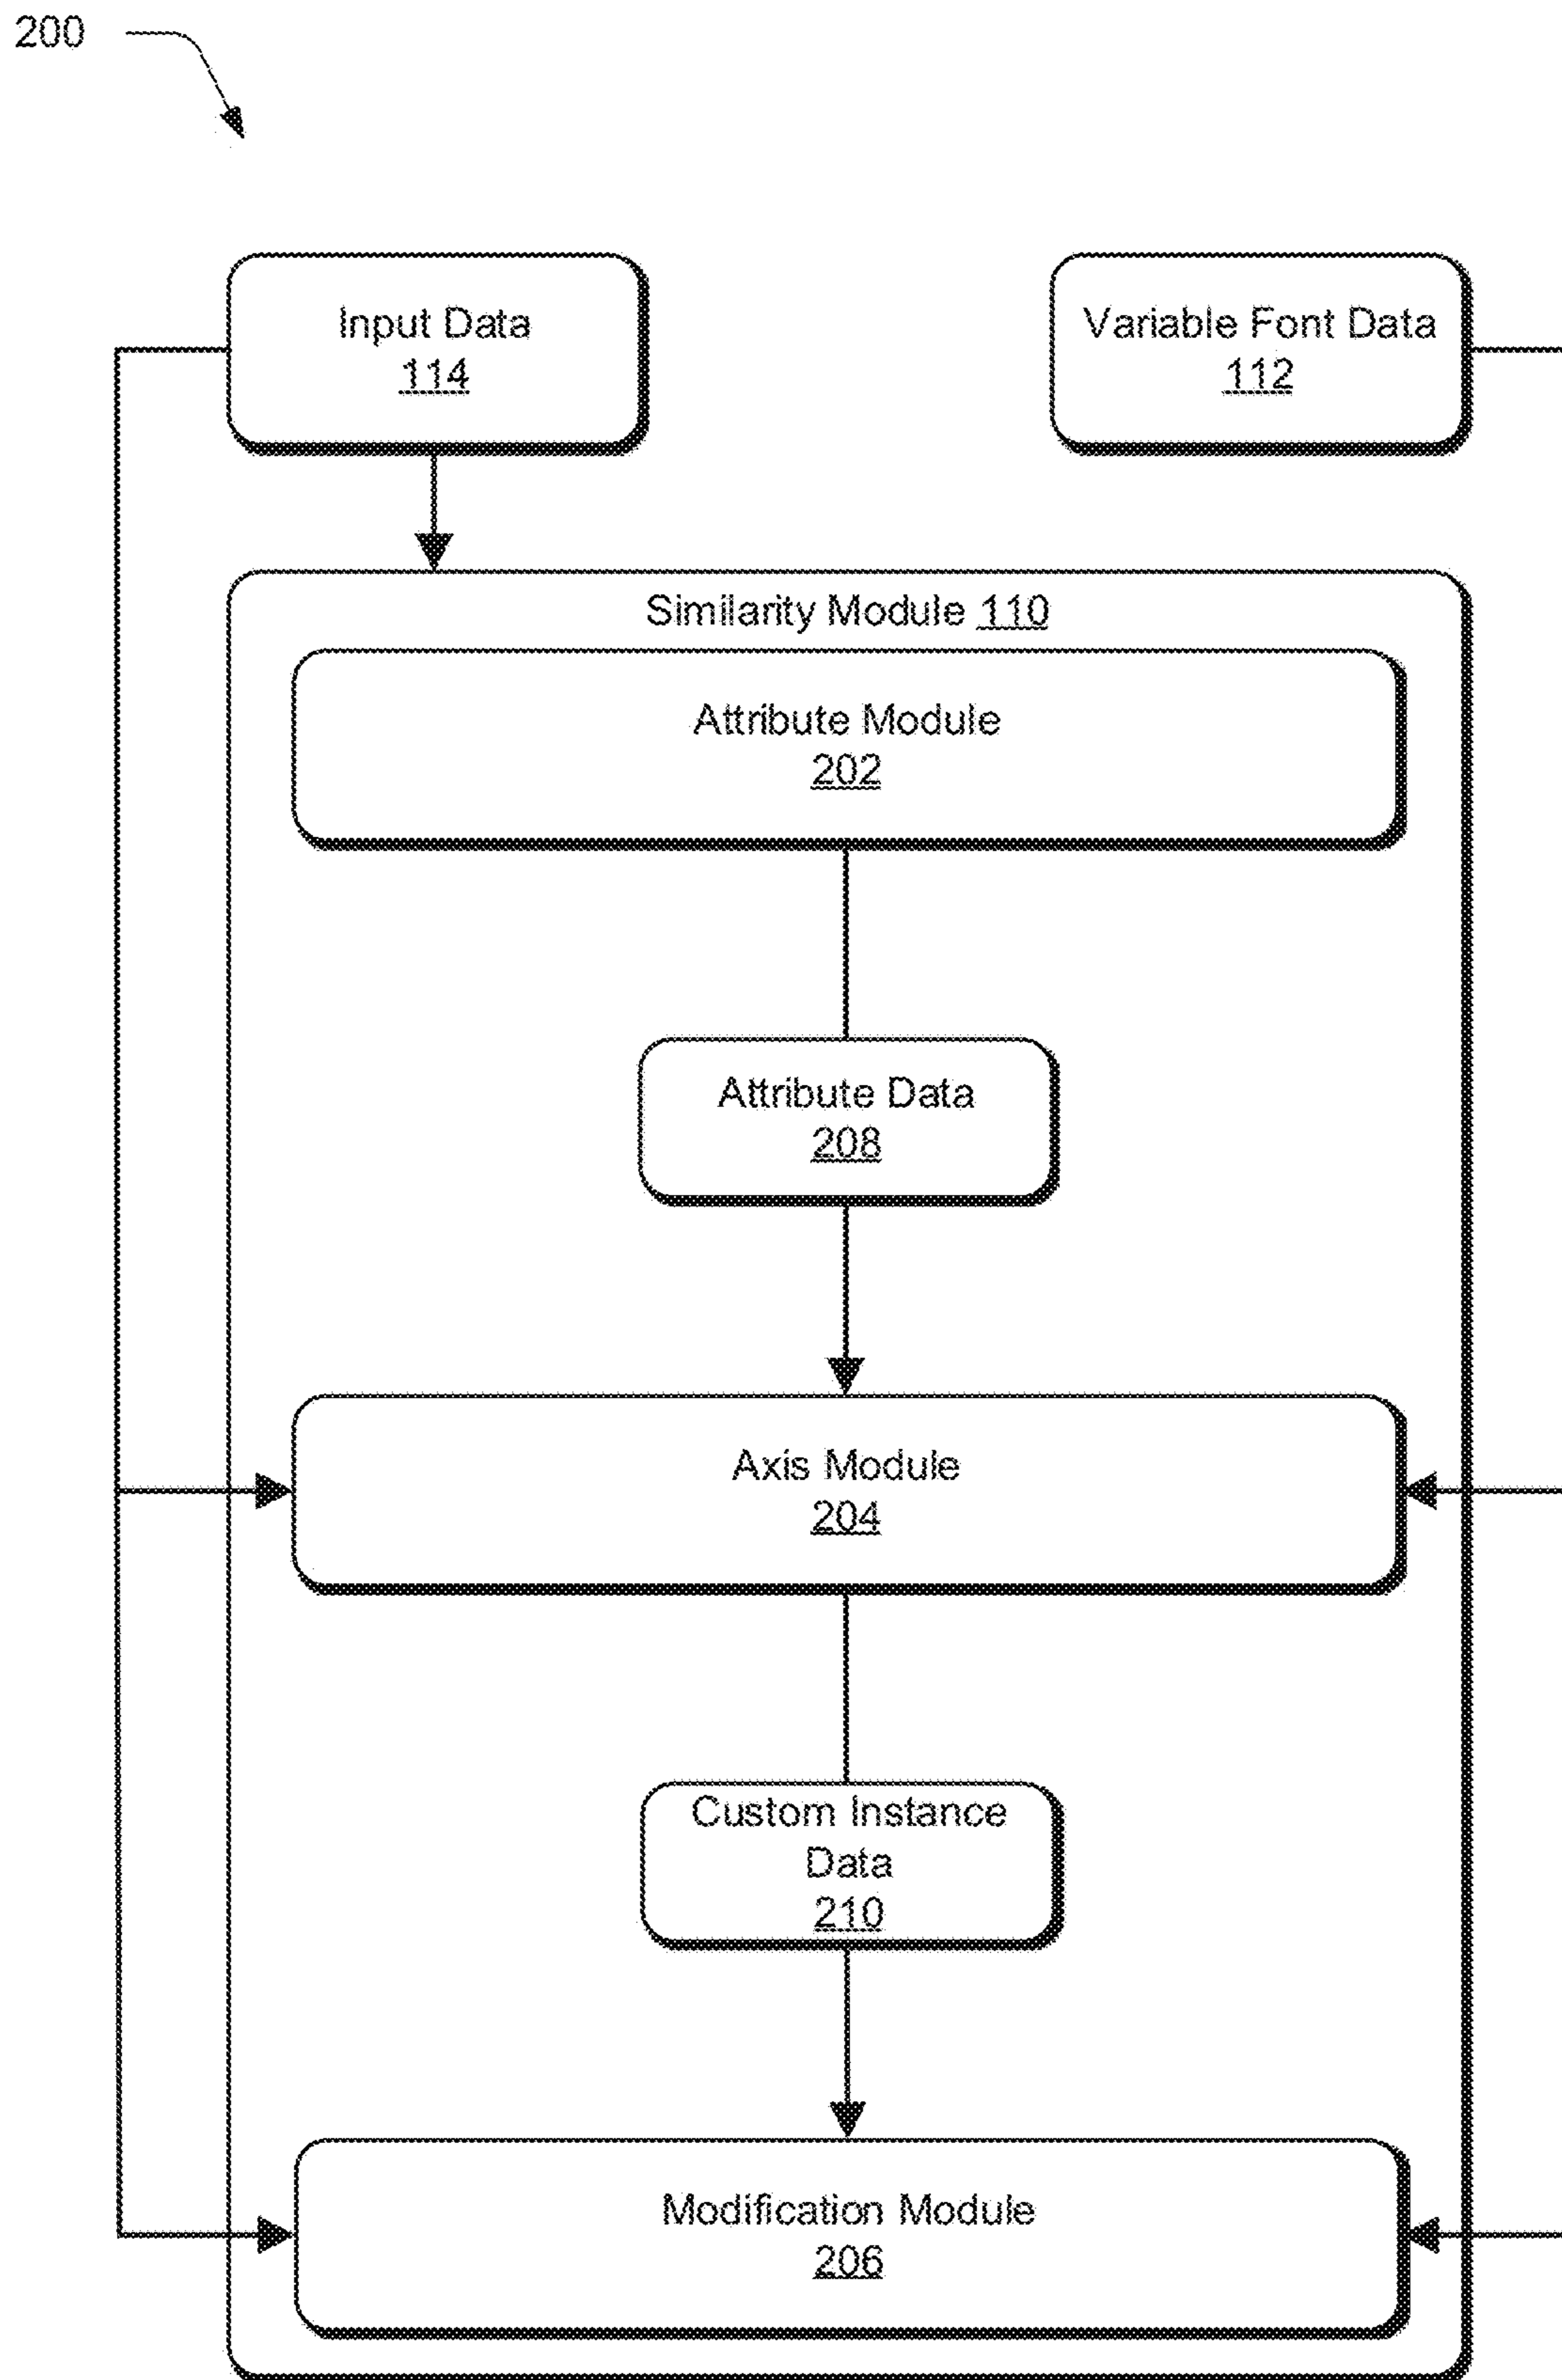 200
Input Data
114
Variable Font Data
112
Similarity Module 110
Attribute Module
202
Attribute Data
208
Axis Module
204
Custom Instance
Data
210
Modification Module
206